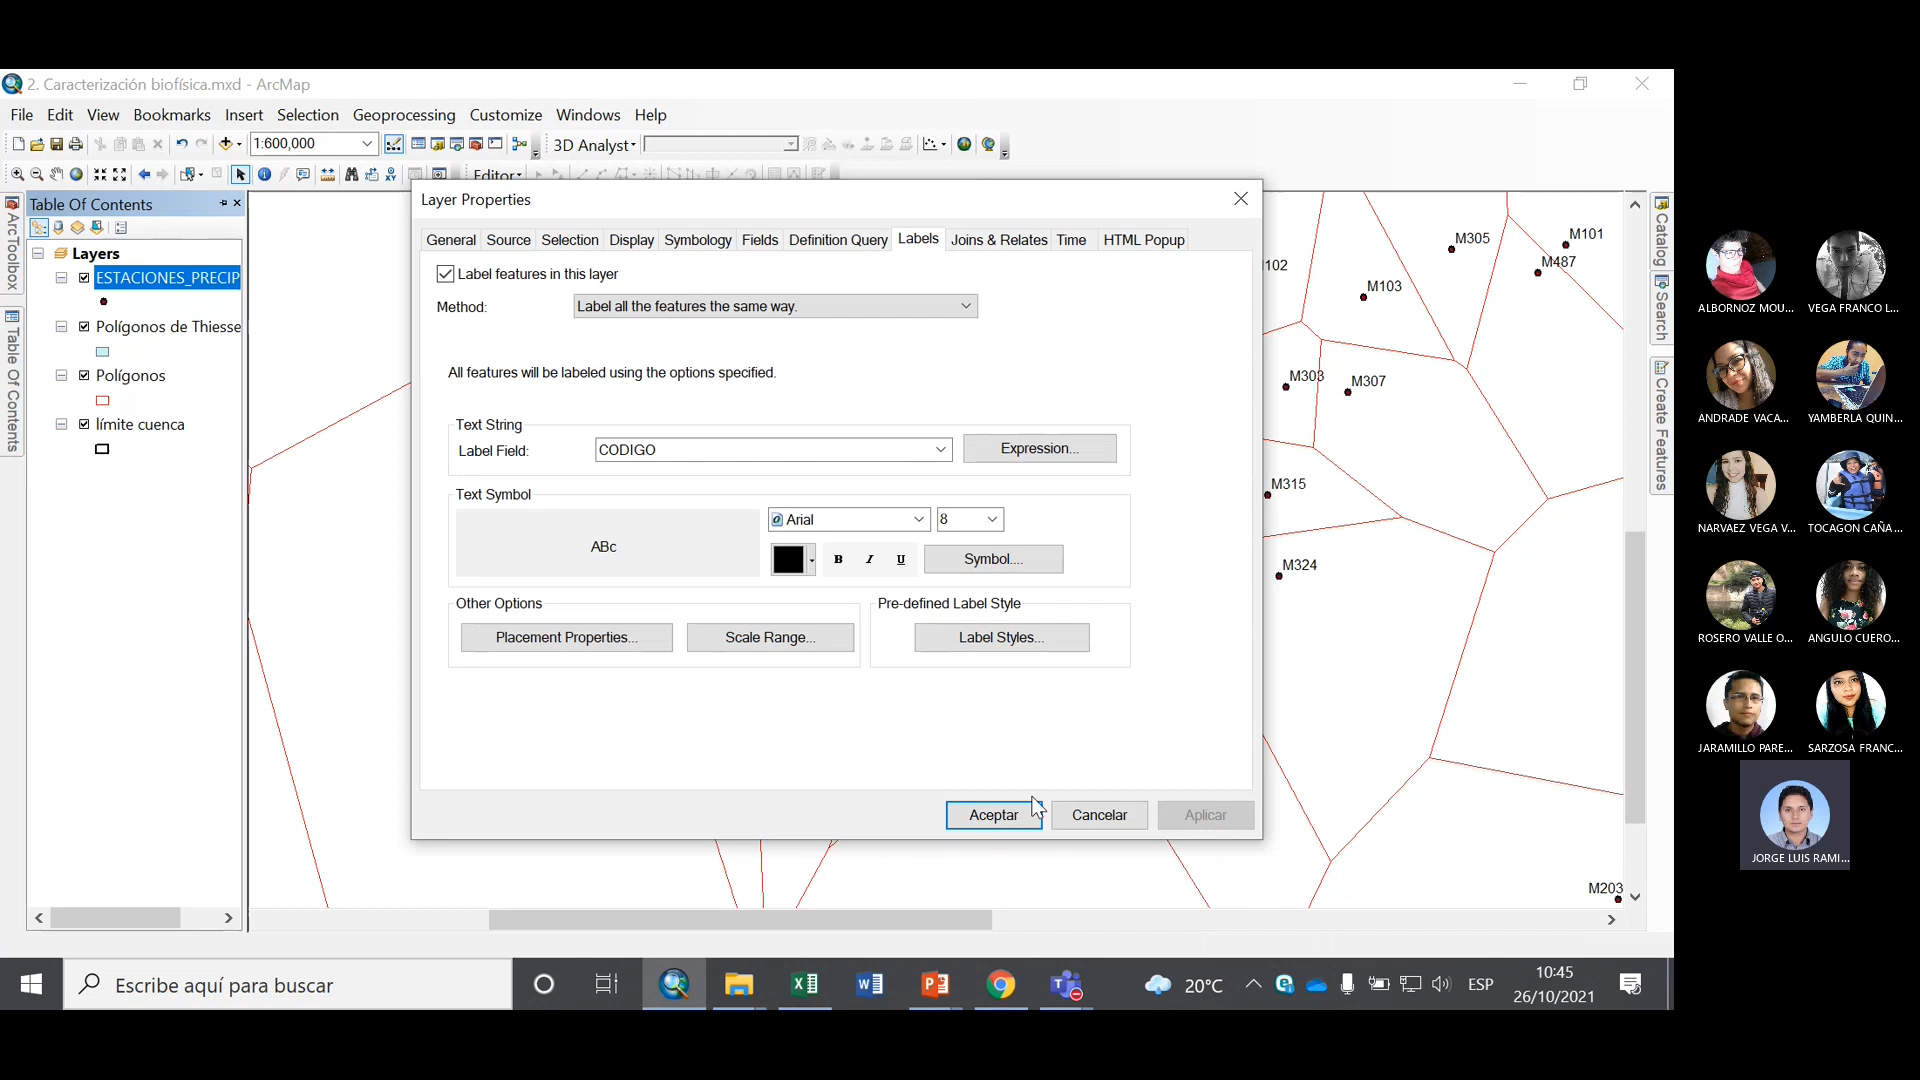 2. Caracterización biofísica.mxd - ArcMap
File Edit View Bookmarks Insert Selection Geoprocessing Customize Windows Help
1:600,000
3D Analyst
Editor
ArcToolbox
Table Of Contents
Table Of Contents
Layers
ESTACIONES_PRECIP
Polígonos de Thiesse
Polígonos
límite cuenca
Layer Properties
General Source Selection Display Symbology Fields Definition Query Labels Joins & Relates Time HTML Popup
Label features in this layer
Method: Label all the features the same way.
All features will be labeled using the options specified.
Text String
Label Field: CODIGO Expression...
Text Symbol
ABc
Arial 8
B I U Symbol....
Other Options
Placement Properties... Scale Range...
Pre-defined Label Style
Label Styles...
Aceptar Cancelar Aplicar
102
M305
M101
M487
M103
M303
M307
M315
M324
M203
Catalog
Search
Create Features
ALBORNOZ MOU... VEGA FRANCO L...
ANDRADE VACA... YAMBERLA QUIN...
NARVAEZ VEGA V... TOCAGON CAÑA ...
ROSERO VALLE O... ANGULO CUERO...
JARAMILLO PARE... SARZOSA FRANC...
JORGE LUIS RAMI...
Escribe aquí para buscar
20°C
ESP
10:45
26/10/2021